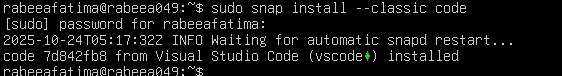 rabeeafatima@rabeea049:~$ sudo snap install --classic code
[sudo] password for rabeeafatima:
2025-10-24T05:17:32Z INFO Waiting for automatic snapd restart...
code 7d842fb8 from Visual Studio Code (vscode♦) installed
rabeeafatima@rabeea049:~$